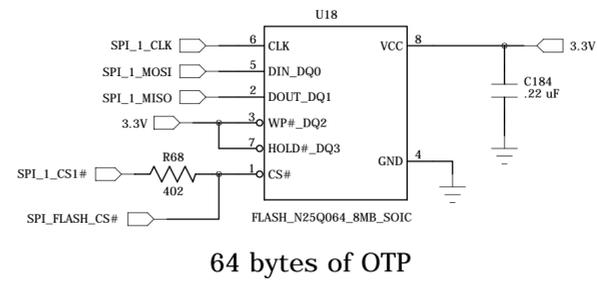 U18
SPI_1_CLK 6 CLK VCC 8 3.3V
SPI_1_MOSI 5 DIN_DQ0
C184
SPI_1_MISO 2 DOUT_DQ1
.22 uF
3.3V 3 WP#_DQ2
7 HOLD#_DQ3
R68
GND 4
SPI_1_CS1# 1 CS#
402
SPI_FLASH_CS#
FLASH_N25Q064_8MB_SOIC
64 bytes of OTP